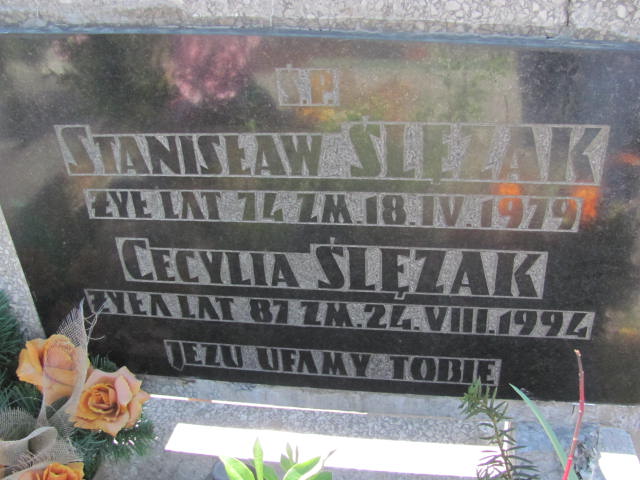 Ś.P.
STANISŁAW ŚLĘZAK
ŻYŁ LAT 74 ZM. 18. IV. 1979
CECYLIA ŚLĘZAK
ŻYŁA LAT 87 ZM. 24. VIII. 1994
JEZU UFAMY TOBIE